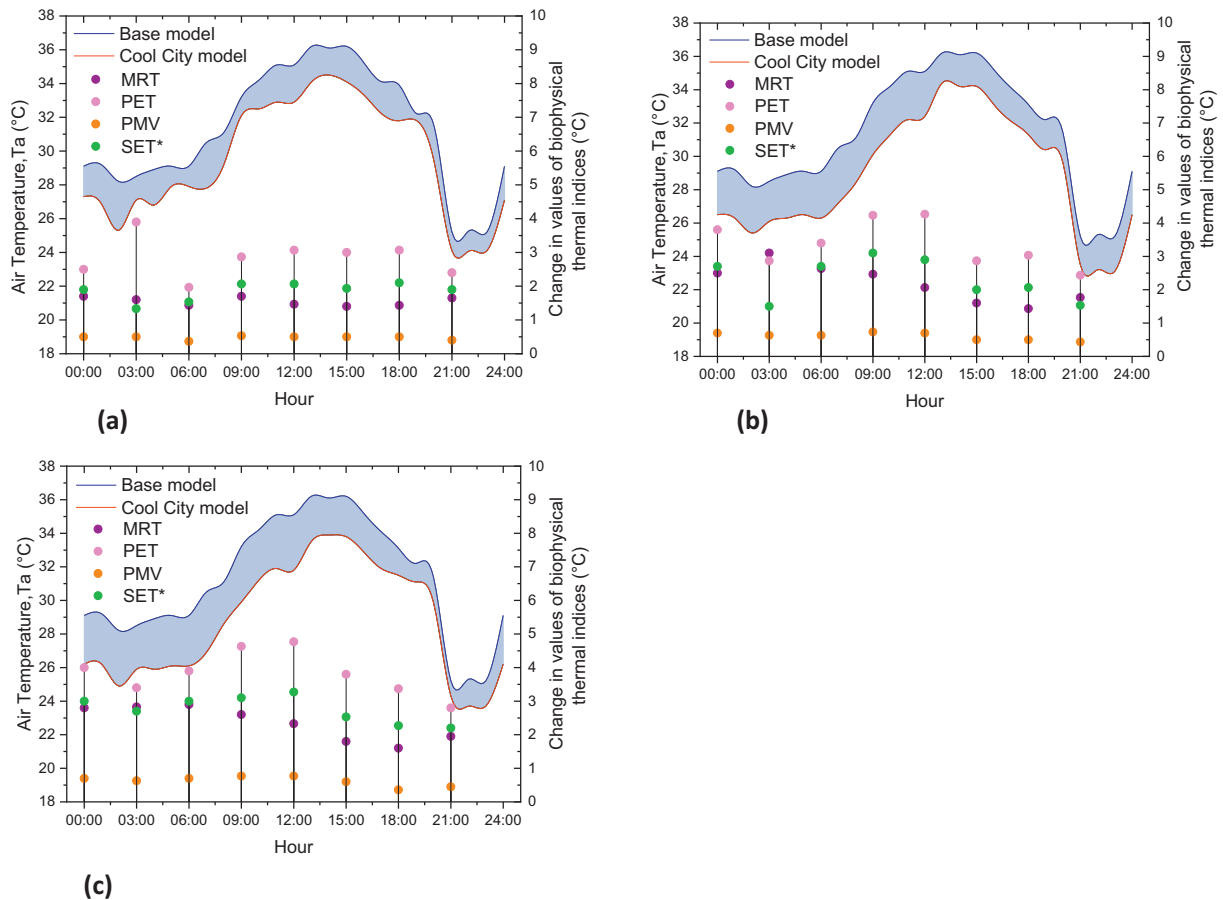 38
36
34
32
30
28
26
24
22
20
18
Air Temperature,Ta (°C)
Base model
Cool City model
MRT
PET
PMV
SET*
10
9
8
7
6
5
4
3
2
1
0
Change in values of biophysical
thermal indices (°C)
00:00 03:00 06:00 09:00 12:00 15:00 18:00 21:00 24:00
Hour
(a)
38
36
34
32
30
28
26
24
22
20
18
Air Temperature,Ta (°C)
Base model
Cool City model
MRT
PET
PMV
SET*
10
9
8
7
6
5
4
3
2
1
0
Change in values of biophysical
thermal indices (°C)
00:00 03:00 06:00 09:00 12:00 15:00 18:00 21:00 24:00
Hour
(b)
38
36
34
32
30
28
26
24
22
20
18
Air Temperature,Ta (°C)
Base model
Cool City model
MRT
PET
PMV
SET*
10
9
8
7
6
5
4
3
2
1
0
Change in values of biophysical
thermal indices (°C)
00:00 03:00 06:00 09:00 12:00 15:00 18:00 21:00 24:00
Hour
(c)